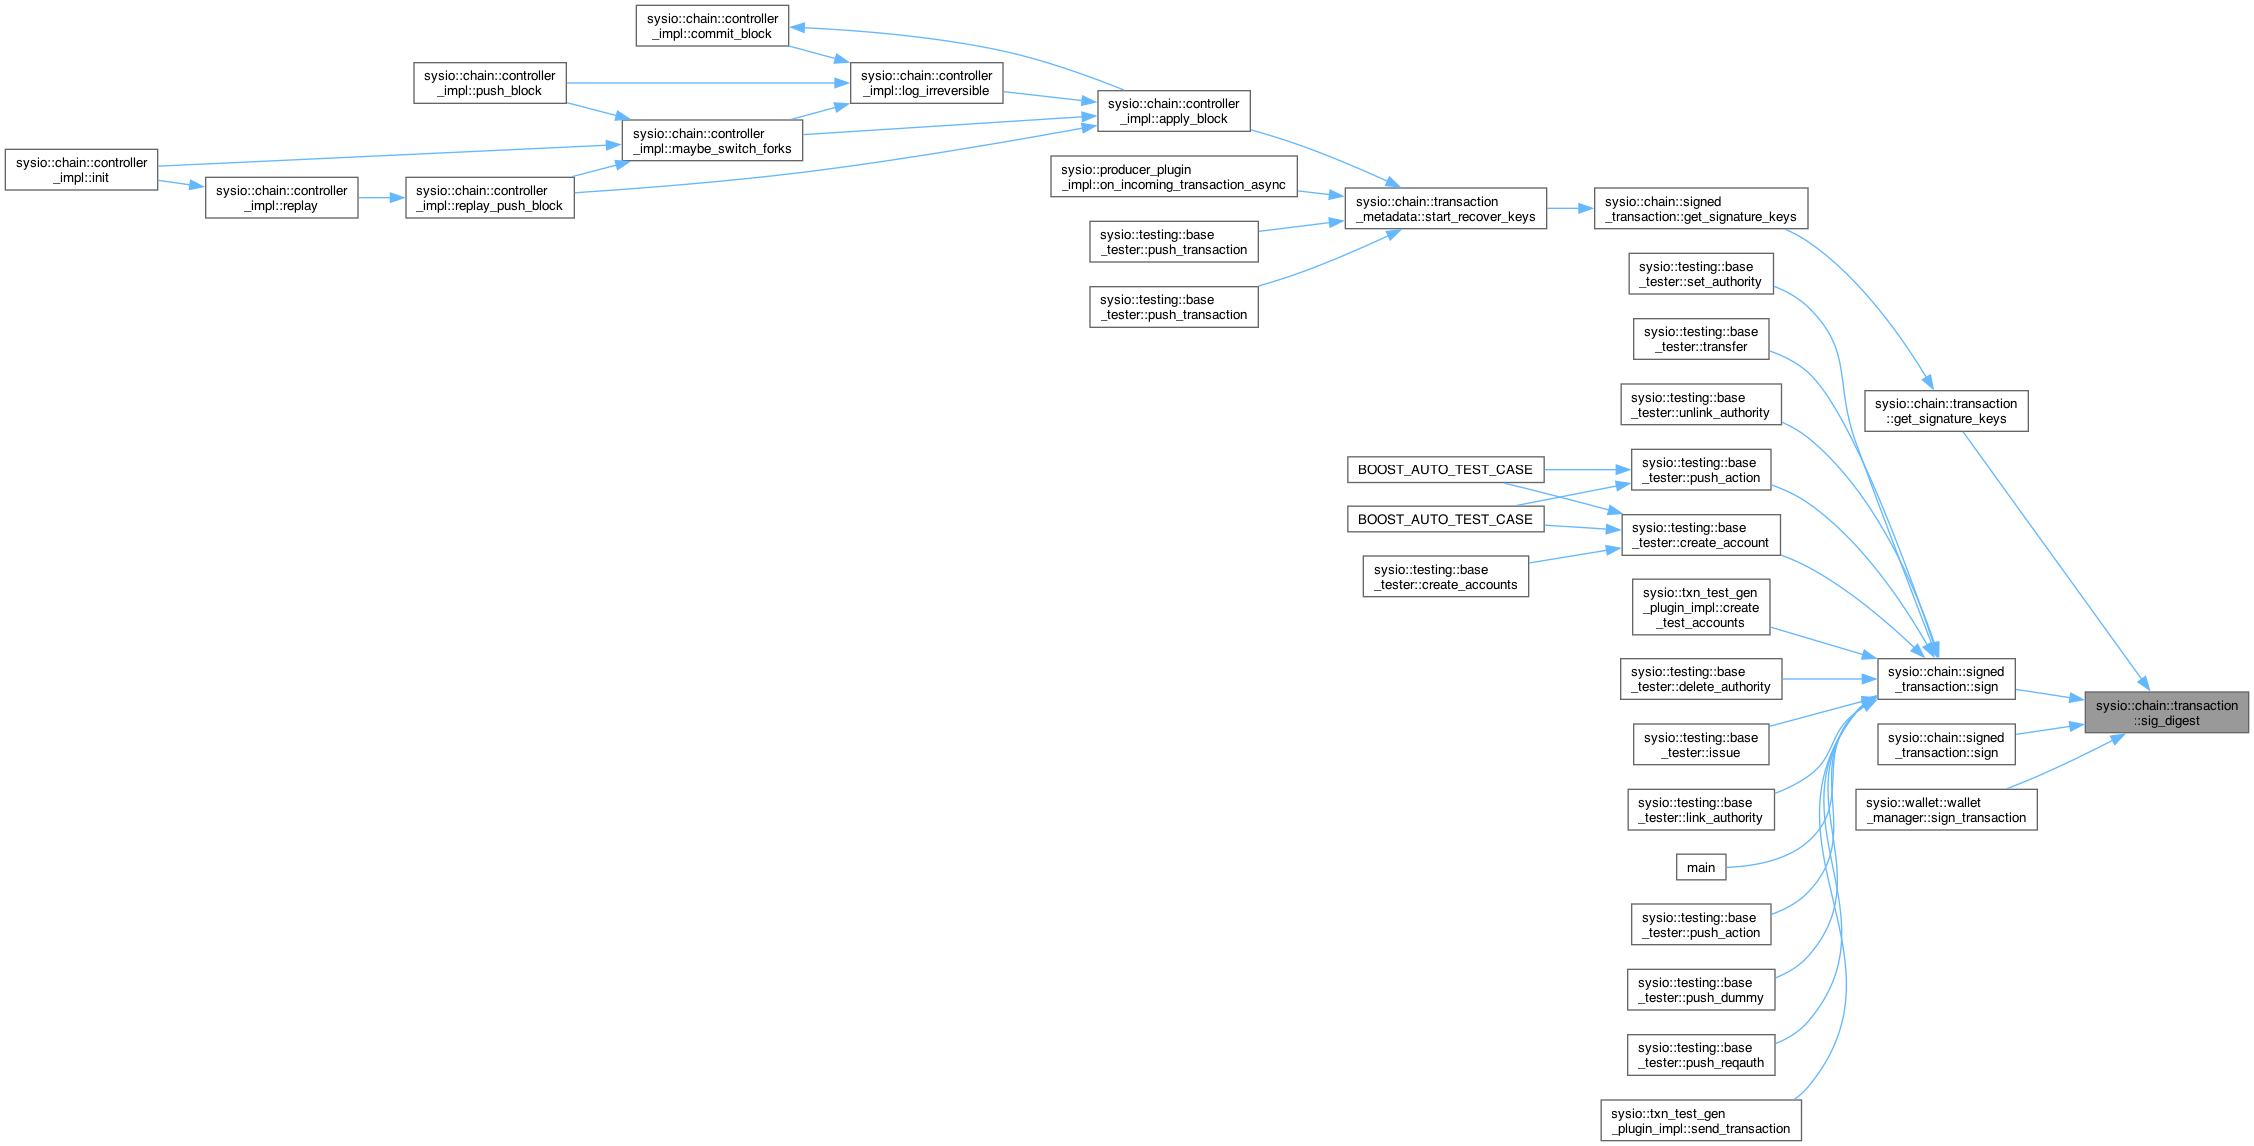 sysio::chain::controller
_impl::commit_block
sysio::chain::controller
_impl::push_block
sysio::chain::controller
_impl::log_irreversible
sysio::chain::controller
_impl::apply_block
sysio::chain::controller
_impl::maybe_switch_forks
sysio::chain::controller
_impl::init
sysio::chain::controller
_impl::replay
sysio::chain::controller
_impl::replay_push_block
sysio::producer_plugin
_impl::on_incoming_transaction_async
sysio::chain::transaction
_metadata::start_recover_keys
sysio::chain::signed
_transaction::get_signature_keys
sysio::testing::base
_tester::push_transaction
sysio::testing::base
_tester::push_transaction
sysio::testing::base
_tester::set_authority
sysio::testing::base
_tester::transfer
sysio::testing::base
_tester::unlink_authority
sysio::chain::transaction
::get_signature_keys
BOOST_AUTO_TEST_CASE
sysio::testing::base
_tester::push_action
BOOST_AUTO_TEST_CASE
sysio::testing::base
_tester::create_account
sysio::testing::base
_tester::create_accounts
sysio::txn_test_gen
_plugin_impl::create
_test_accounts
sysio::testing::base
_tester::delete_authority
sysio::chain::signed
_transaction::sign
sysio::chain::transaction
::sig_digest
sysio::testing::base
_tester::issue
sysio::chain::signed
_transaction::sign
sysio::testing::base
_tester::link_authority
sysio::wallet::wallet
_manager::sign_transaction
main
sysio::testing::base
_tester::push_action
sysio::testing::base
_tester::push_dummy
sysio::testing::base
_tester::push_reqauth
sysio::txn_test_gen
_plugin_impl::send_transaction